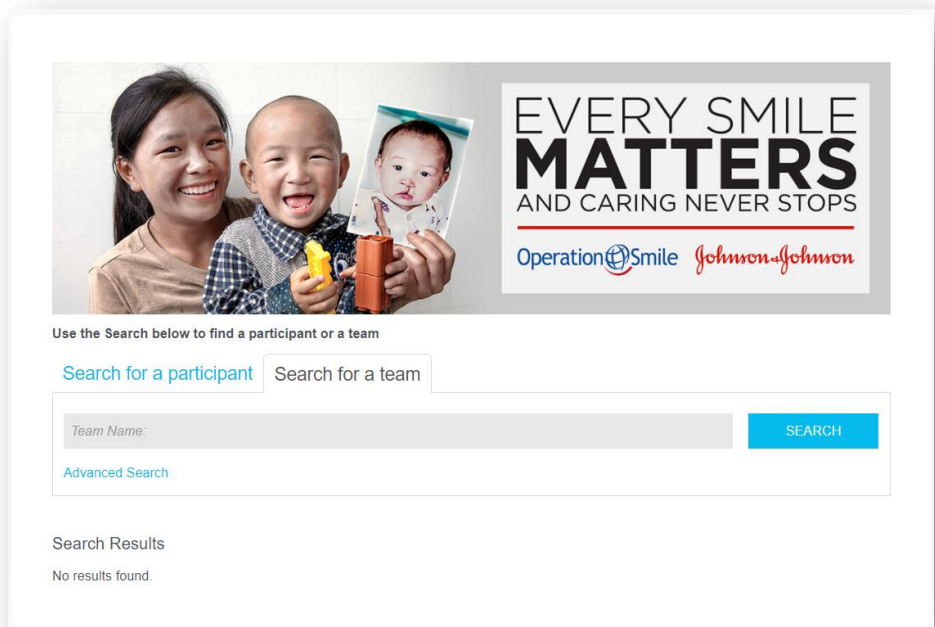 EVERY SMILE
MATTERS
AND CARING NEVER STOPS
Operation Smile Johnson & Johnson
Use the Search below to find a participant or a team
Search for a participant Search for a team
Team Name: SEARCH
Advanced Search
Search Results
No results found.